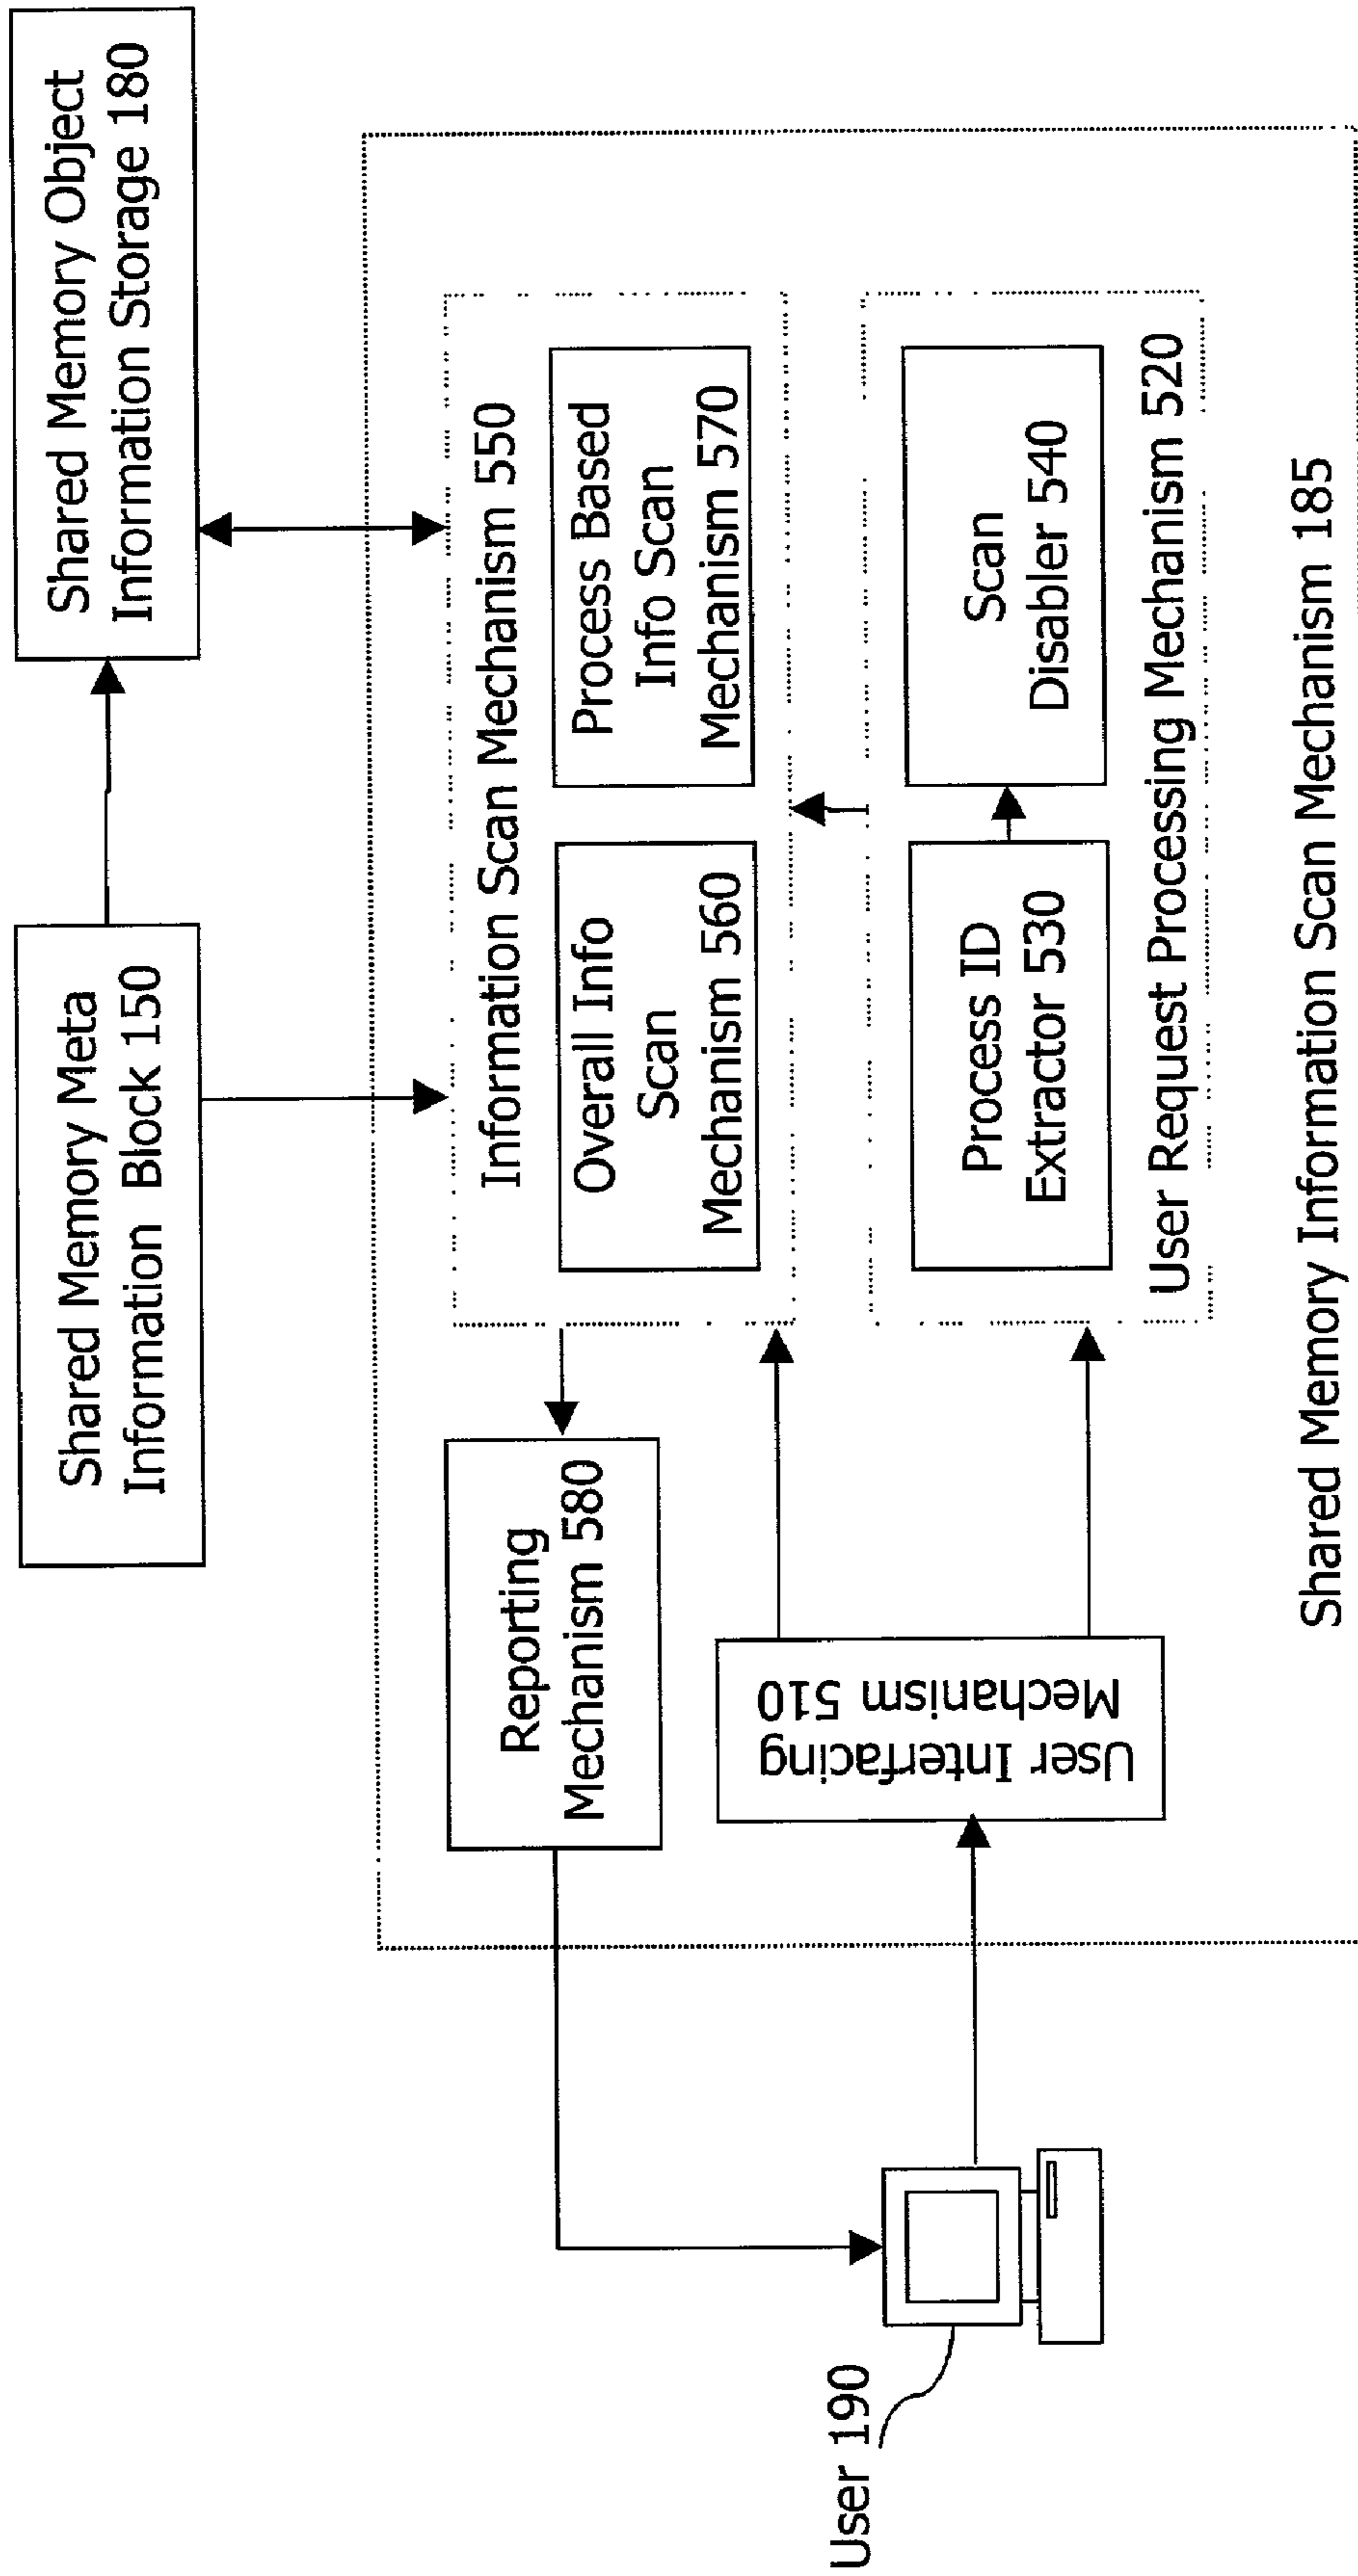 Shared Memory Meta
Information Block 150
Shared Memory Object
Information Storage 180
Information Scan Mechanism 550
Reporting
Mechanism 580
Overall Info
Scan
Mechanism 560
Process Based
Info Scan
Mechanism 570
User Interfacing
Mechanism 510
Process ID
Extractor 530
Scan
Disabler 540
User Request Processing Mechanism 520
User 190
Shared Memory Information Scan Mechanism 185